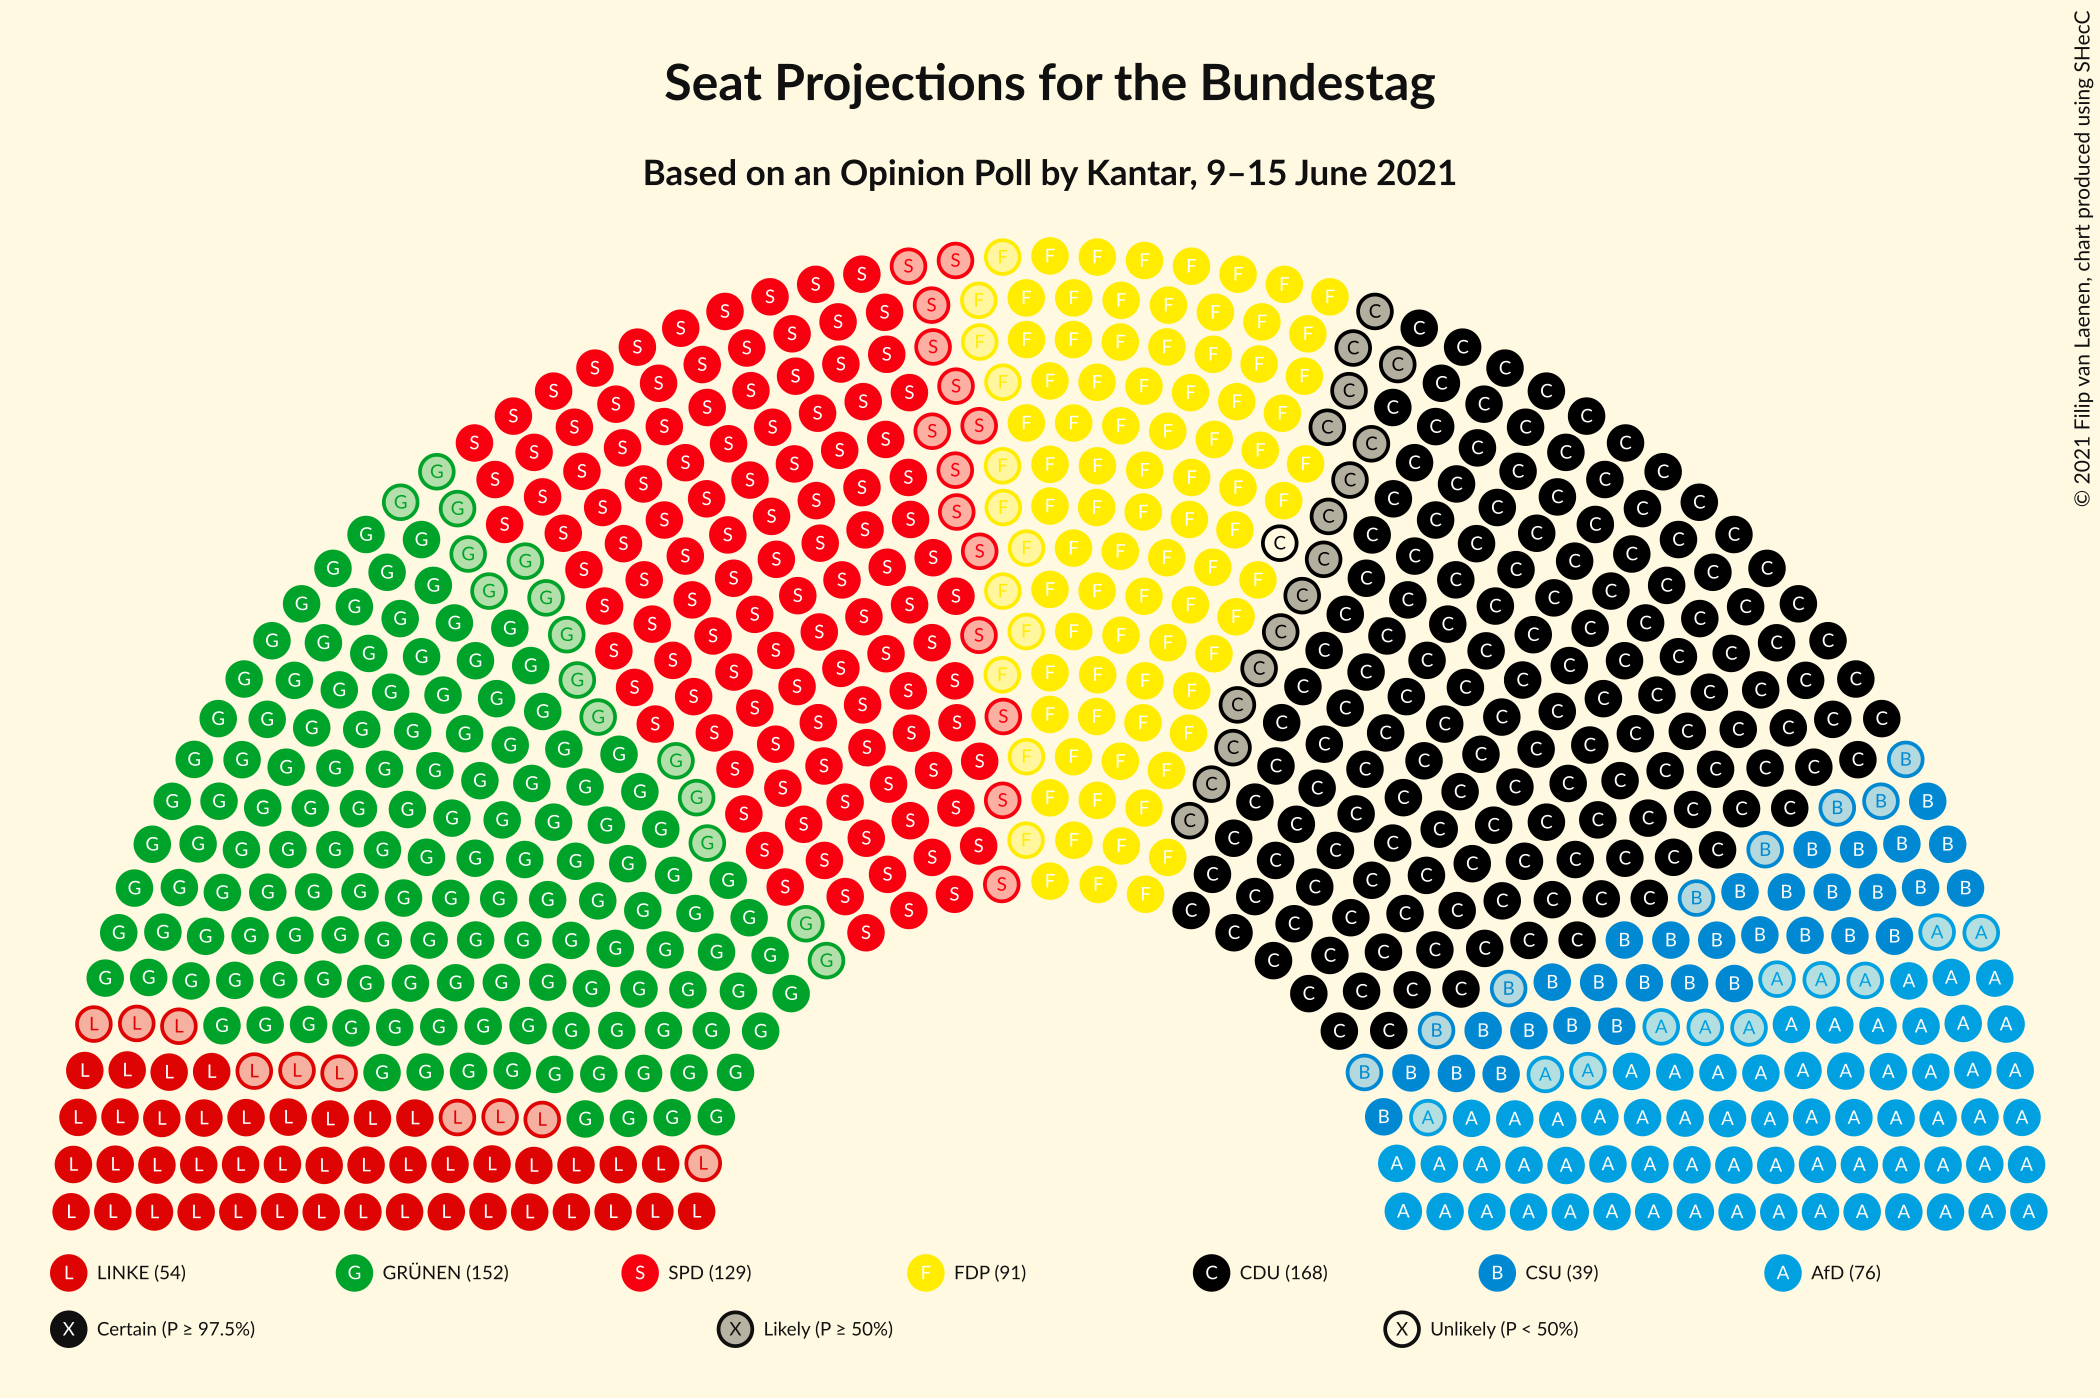 Seat Projections for the Bundestag
Based on an Opinion Poll by Kantar, 9–15 June 2021
© 2021 Filip van Laenen, chart produced using SHecC
L LINKE (54) G GRÜNEN (152) S SPD (129) F FDP (91) C CDU (168) B CSU (39) A AfD (76)
X Certain (P ≥ 97.5%) X Likely (P ≥ 50%) X Unlikely (P < 50%)